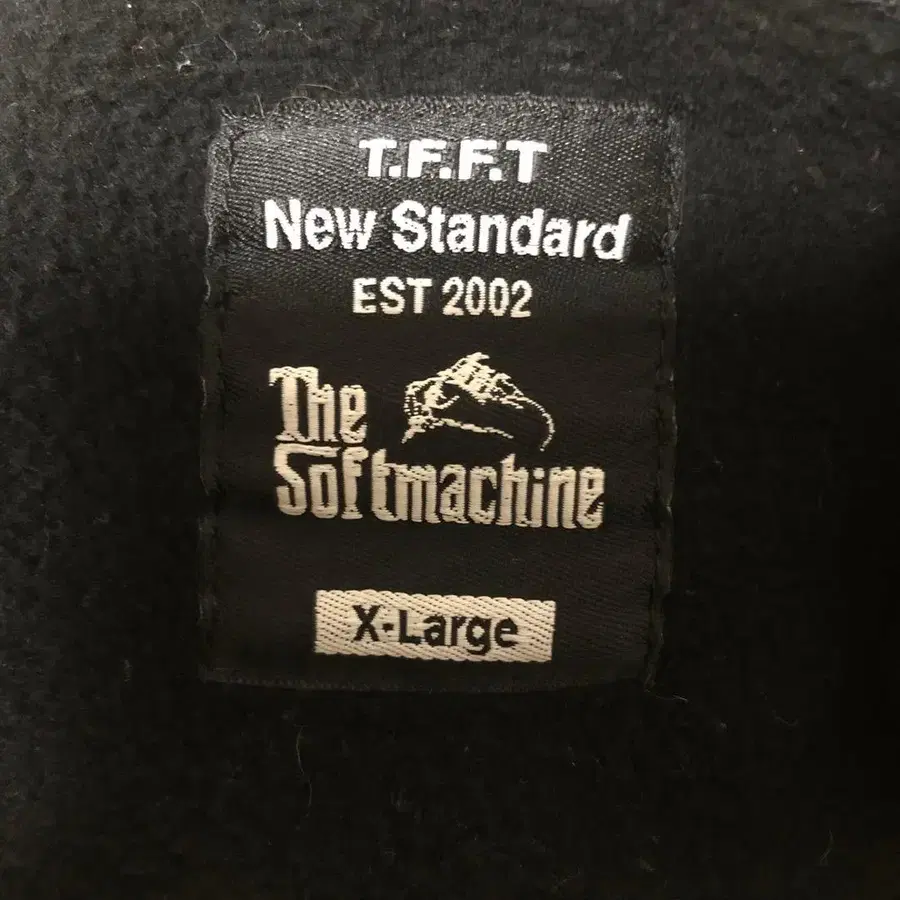 T.F.F.T
New Standard
EST 2002
The
Softmachine
X-Large